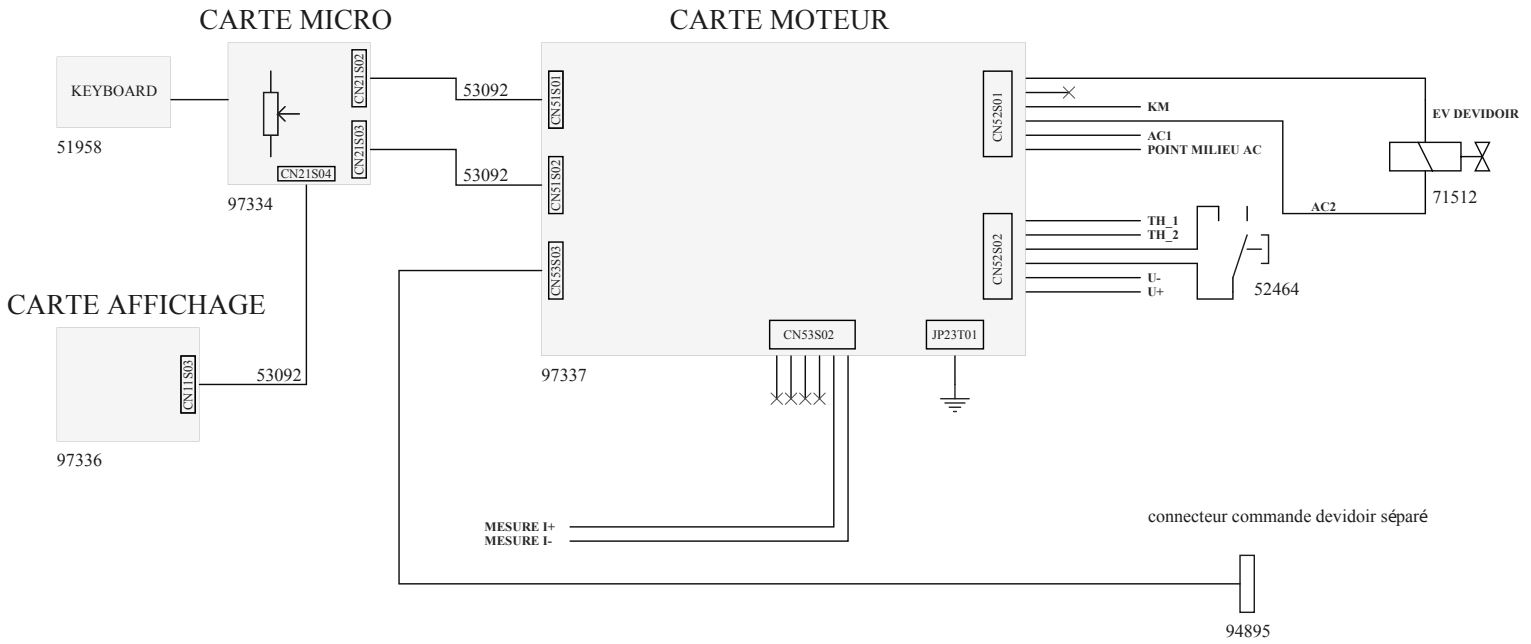 CARTE MICRO
CARTE MOTEUR
KEYBOARD
51958
CN21S02
CN21S03
CN21S04
97334
53092
53092
CN51S01
CN51S02
CN53S03
CN52S01
KM
AC1
POINT MILIEU AC
EV DEVIDOIR
71512
AC2
CN52S02
TH_1
TH_2
U-
U+
52464
CARTE AFFICHAGE
CN11S03
53092
97336
CN53S02
JP23T01
97337
MESURE I+
MESURE I-
connecteur commande devidoir séparé
94895